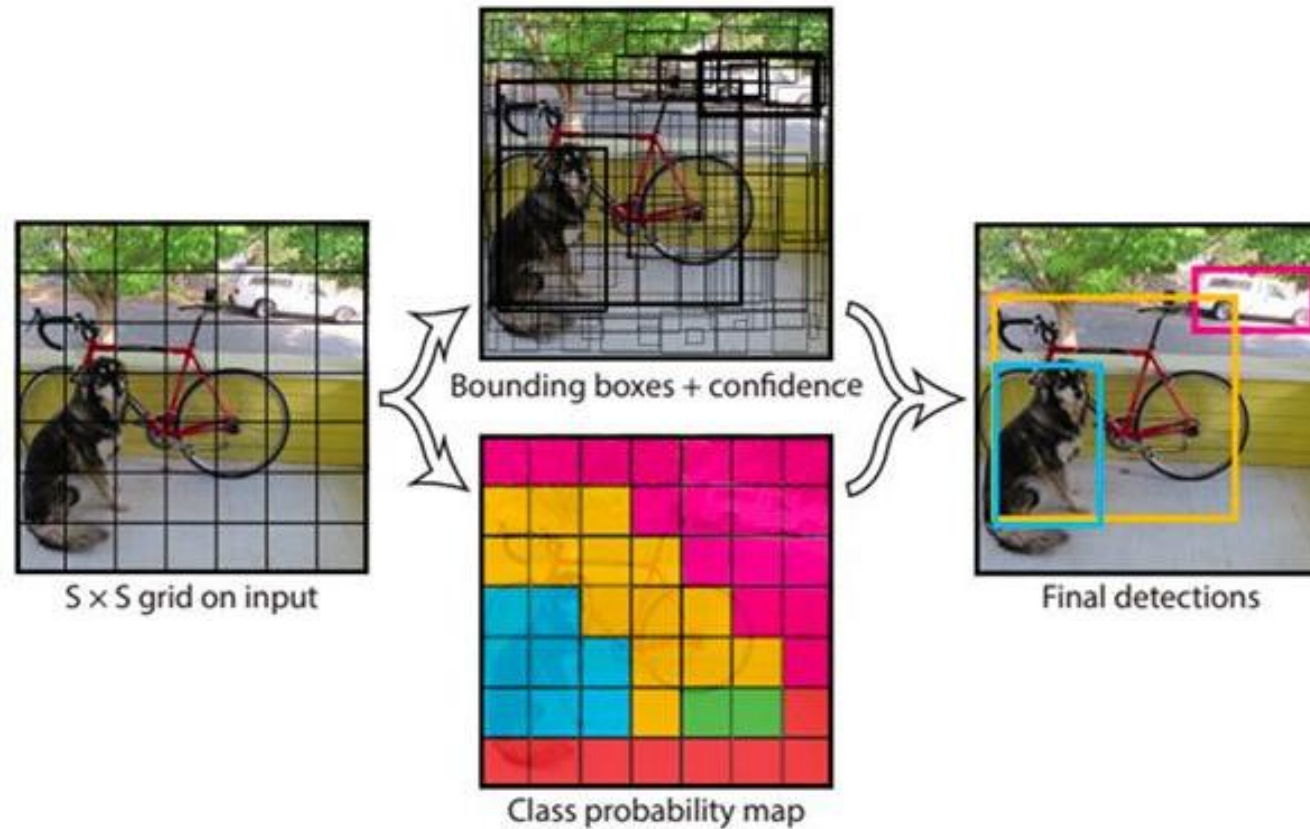 Bounding boxes + confidence
S × S grid on input
Final detections
Class probability map